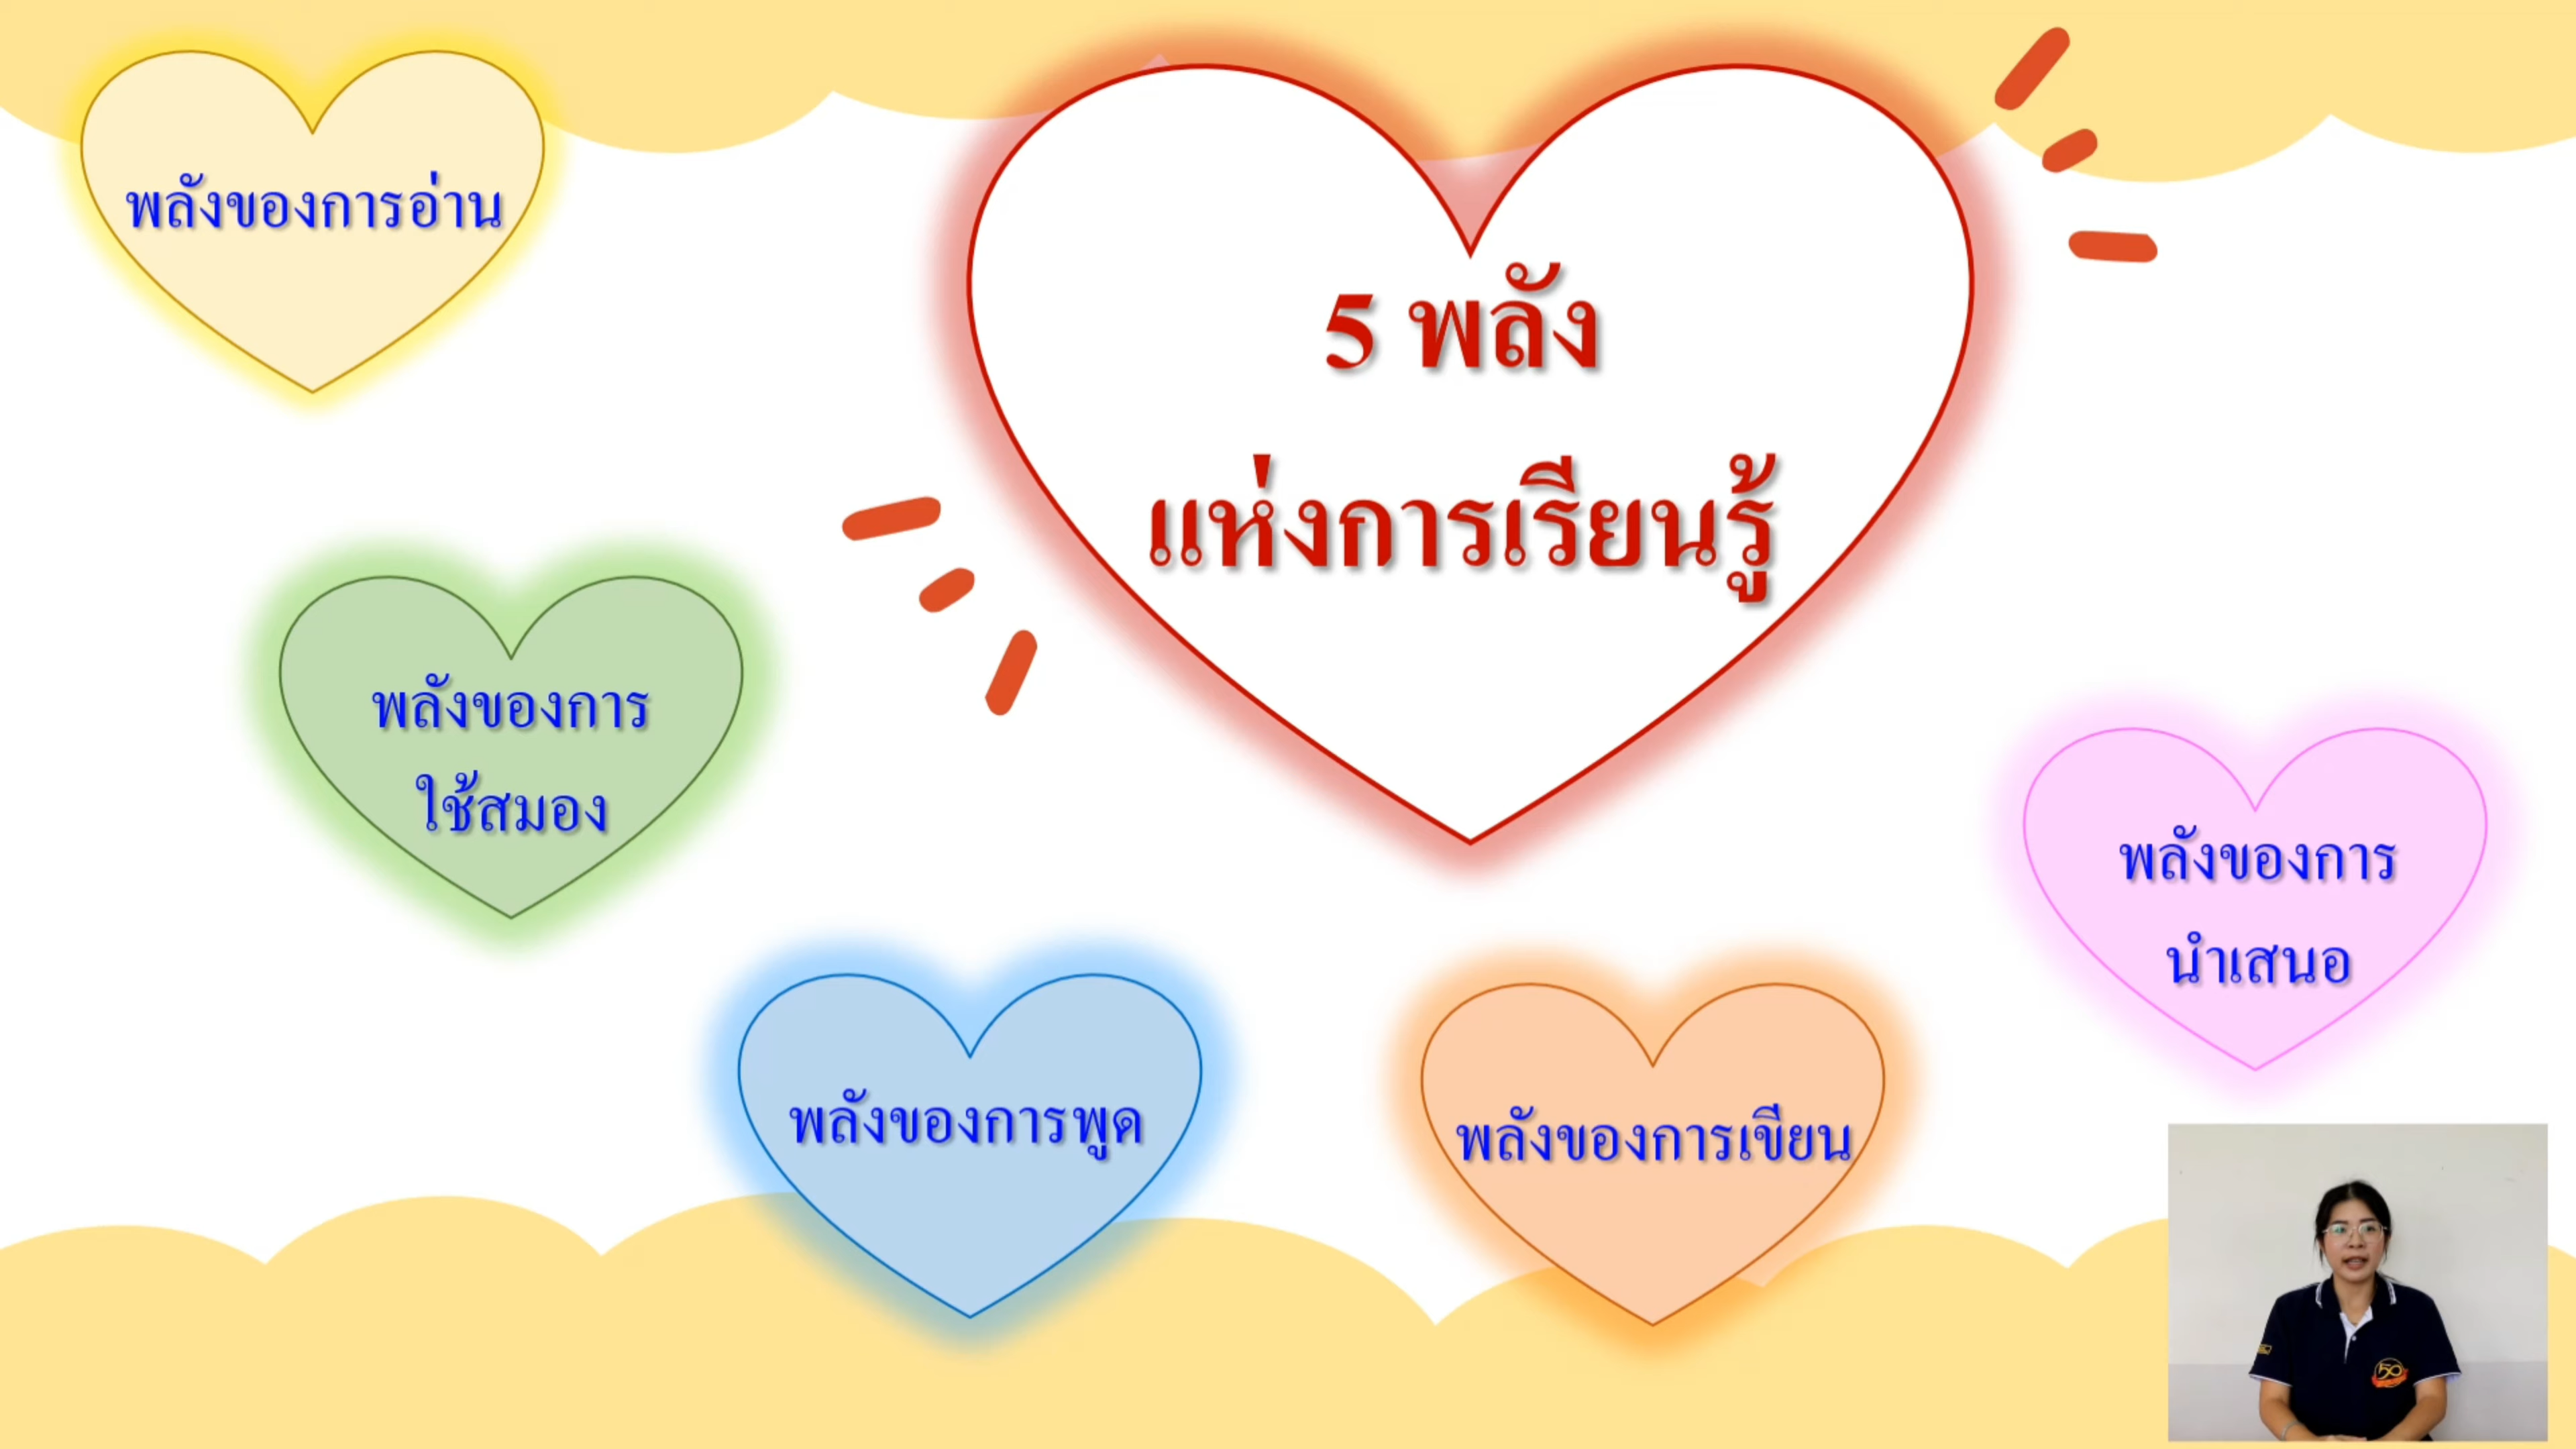 5 พลัง
แห่งการเรียนรู้
พลังของการอ่าน
พลังของการ
ใช้สมอง
พลังของการพูด
พลังของการเขียน
พลังของการ
นำเสนอ
50